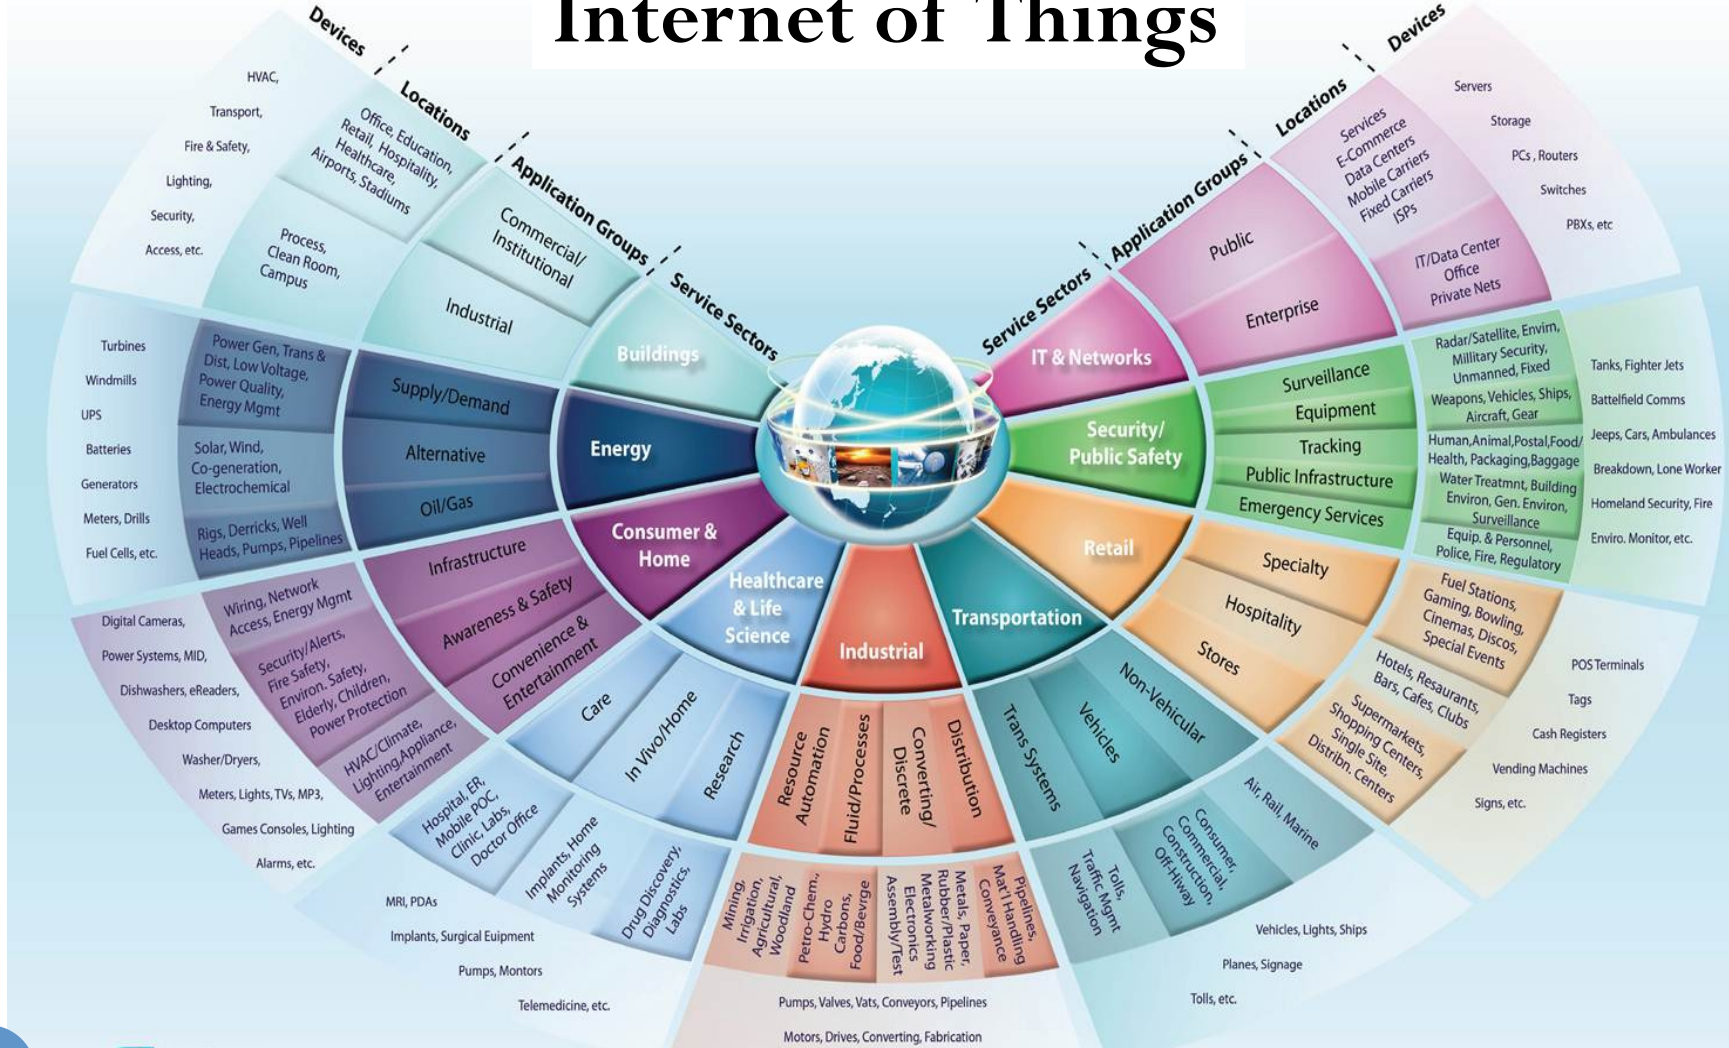 Internet of Things
Devices
Locations
Application Groups
Service Sectors
Service Sectors
Application Groups
Locations
Devices
Buildings
Commercial/
Institutional
Industrial
Office, Education,
Retail, Hospitality,
Healthcare,
Airports, Stadiums
Process,
Clean Room,
Campus
HVAC,
Transport,
Fire & Safety,
Lighting,
Security,
Access, etc.
Energy
Supply/Demand
Alternative
Oil/Gas
Power Gen, Trans &
Dist, Low Voltage,
Power Quality,
Energy Mgmt
Solar, Wind,
Co-generation,
Electrochemical
Rigs, Derricks, Well
Heads, Pumps, Pipelines
Turbines
Windmills
UPS
Batteries
Generators
Meters, Drills
Fuel Cells, etc.
Consumer &
Home
Infrastructure
Awareness & Safety
Convenience &
Entertainment
Wiring, Network
Access, Energy Mgmt
Security/Alerts,
Fire Safety,
Environ. Safety,
Elderly, Children,
Power Protection
HVAC/Climate,
Lighting,Appliance,
Entertainment
Digital Cameras,
Power Systems, MID,
Dishwashers, eReaders,
Desktop Computers
Washer/Dryers,
Meters, Lights, TVs, MP3,
Games Consoles, Lighting
Alarms, etc.
Healthcare
& Life
Science
Care
In Vivo/Home
Research
Hospital, ER,
Mobile POC,
Clinic, Labs,
Doctor Office
Implants, Home
Monitoring
Systems
Drug Discovery,
Diagnostics,
Labs
MRI, PDAs
Implants, Surgical Euipment
Pumps, Montors
Telemedicine, etc.
Industrial
Resource
Automation
Fluid/Processes
Converting/
Discrete
Distribution
Mining,
Irrigation,
Agricultural,
Woodland
Petro-Chem.,
Hydro
Carbons,
Food/Bevrge
Metals, Paper,
Rubber/Plastic
Metalworking
Electronics
Assembly/Test
Pipelines,
Mat'l Handling
Conveyance
Pumps, Valves, Vats, Conveyors, Pipelines
Motors, Drives, Converting, Fabrication
Transportation
Trans Systems
Vehicles
Non-Vehicular
Tolls,
Traffic Mgmt
Navigation
Consumer,
Commercial,
Construction,
Off-Hiway
Air, Rail, Marine
Vehicles, Lights, Ships
Planes, Signage
Tolls, etc.
Retail
Specialty
Hospitality
Stores
Fuel Stations,
Gaming, Bowling,
Cinemas, Discos,
Special Events
Hotels, Resaurants,
Bars, Cafes, Clubs
Supermarkets,
Shopping Centers,
Single Site,
Distribn. Centers
POS Terminals
Tags
Cash Registers
Vending Machines
Signs, etc.
Security/
Public Safety
Surveillance
Equipment
Tracking
Public Infrastructure
Emergency Services
Radar/Satellite, Envirn,
Millitary Security,
Unmanned, Fixed
Weapons, Vehicles, Ships,
Aircraft, Gear
Human,Animal,Postal,Food/
Health, Packaging,Baggage
Water Treatmnt, Building
Environ, Gen. Environ,
Surveillance
Equip. & Personnel,
Police, Fire, Regulatory
Tanks, Fighter Jets
Battelfield Comms
Jeeps, Cars, Ambulances
Breakdown, Lone Worker
Homeland Security, Fire
Enviro. Monitor, etc.
IT & Networks
Public
Enterprise
Services
E-Commerce
Data Centers
Mobile Carriers
Fixed Carriers
ISPs
IT/Data Center
Office
Private Nets
Servers
Storage
PCs , Routers
Switches
PBXs, etc